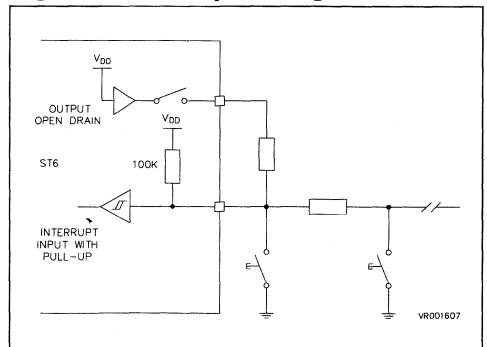 VDD
OUTPUT
OPEN DRAIN
VDD
ST6
100K
INTERRUPT
INPUT WITH
PULL-UP
VR001607